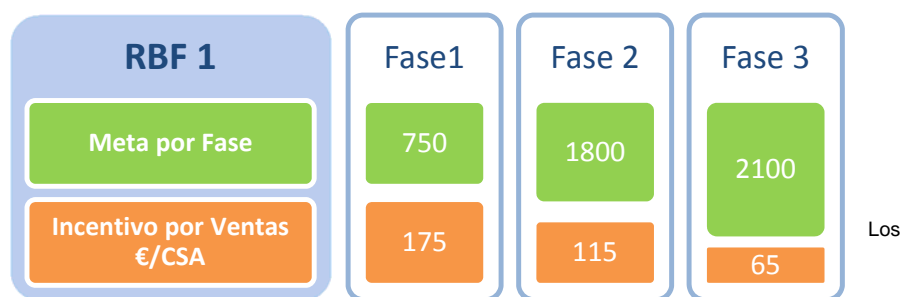 RBF 1
Meta por Fase
Incentivo por Ventas
€/CSA
Fase1
750
175
Fase 2
1800
115
Fase 3
2100
65
Los